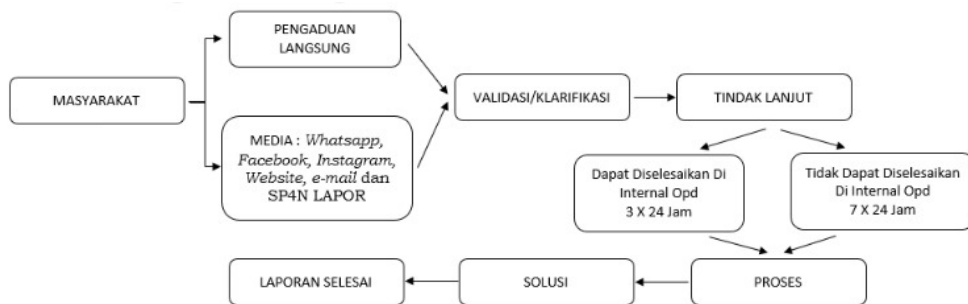 PENGADUAN
LANGSUNG
MASYARAKAT
VALIDASI/KLARIFIKASI
TINDAK LANJUT
MEDIA : Whatsapp,
Facebook, Instagram,
Website, e-mail dan
SP4N LAPOR
Dapat Diselesaikan Di
Internal Opd
3 X 24 Jam
Tidak Dapat Diselesaikan
Di Internal Opd
7 X 24 Jam
LAPORAN SELESAI
SOLUSI
PROSES